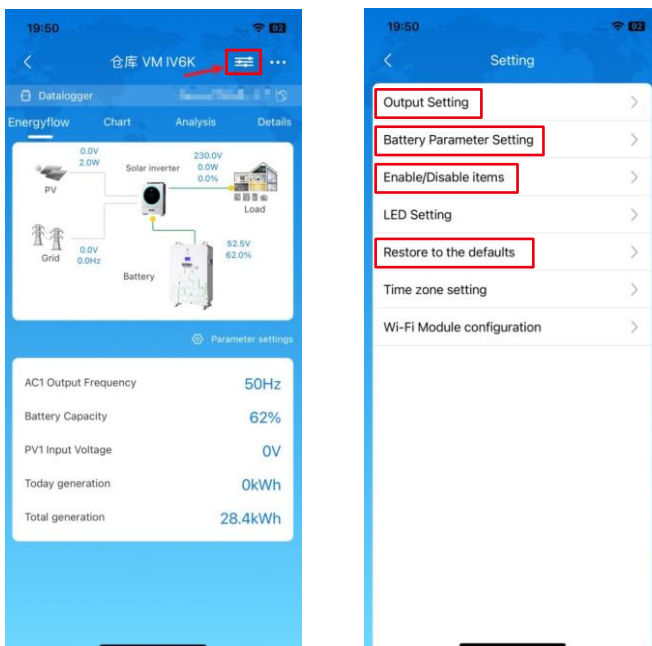 19:50
92
仓库 VM IV6K
Datalogger
Energyflow Chart Analysis Details
0.0V
2.0W
PV
Solar inverter
230.0V
0.0W
0.0%
Load
Grid
0.0V
0.0Hz
Battery
52.5V
62.0%
Parameter settings
AC1 Output Frequency 50Hz
Battery Capacity 62%
PV1 Input Voltage 0V
Today generation 0kWh
Total generation 28.4kWh
19:50
92
Setting
Output Setting
Battery Parameter Setting
Enable/Disable items
LED Setting
Restore to the defaults
Time zone setting
Wi-Fi Module configuration